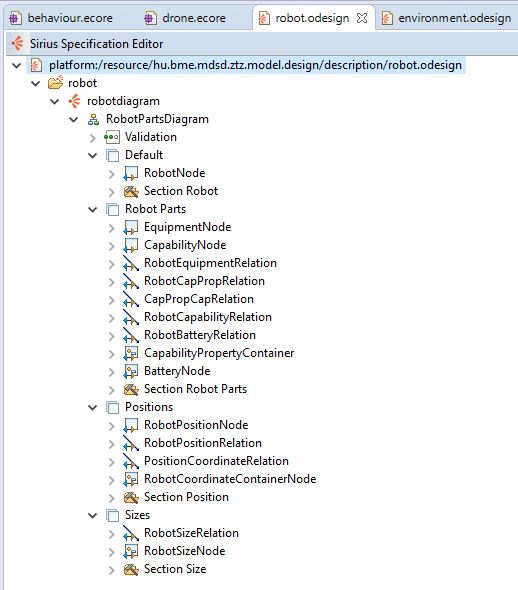 behaviour.ecore drone.ecore robot.odesign environment.odesign
Sirius Specification Editor
platform:/resource/hu.bme.mdsd.ztz.model.design/description/robot.odesign
robot
robotdiagram
RobotPartsDiagram
Validation
Default
RobotNode
Section Robot
Robot Parts
EquipmentNode
CapabilityNode
RobotEquipmentRelation
RobotCapPropRelation
CapPropCapRelation
RobotCapabilityRelation
RobotBatteryRelation
CapabilityPropertyContainer
BatteryNode
Section Robot Parts
Positions
RobotPositionNode
RobotPositionRelation
PositionCoordinateRelation
RobotCoordinateContainerNode
Section Position
Sizes
RobotSizeRelation
RobotSizeNode
Section Size